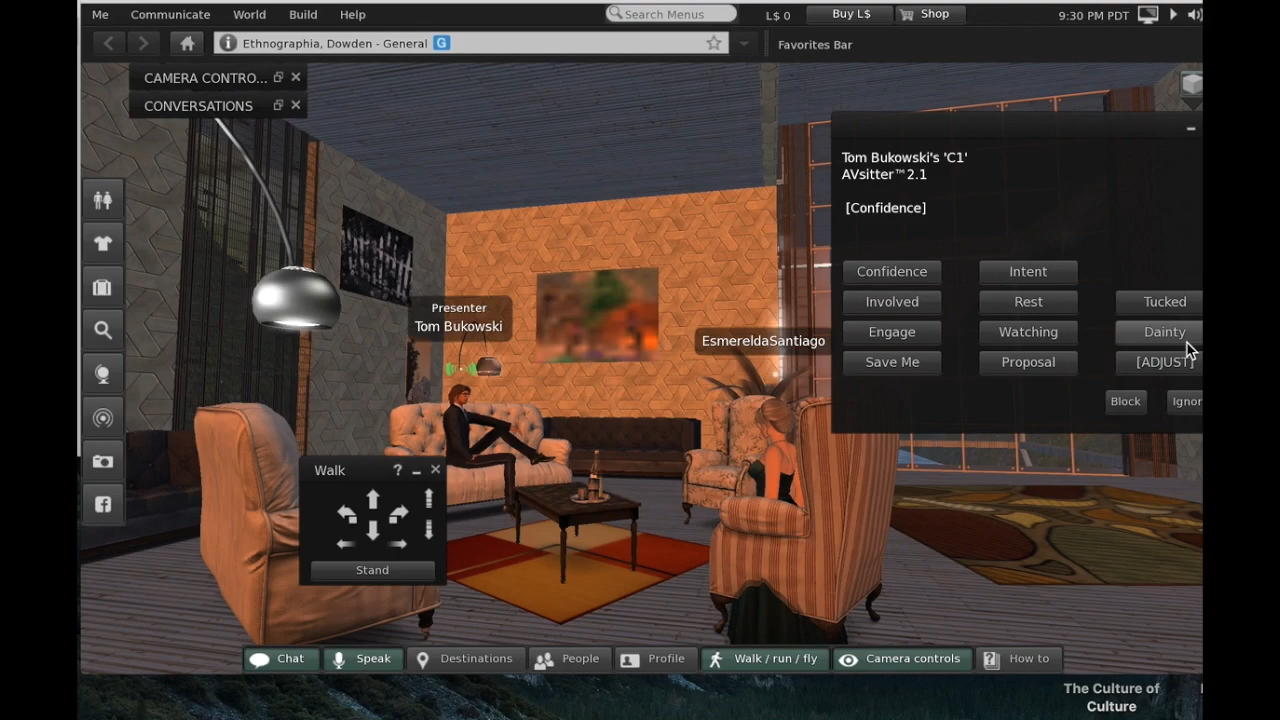 Me Communicate World Build Help Search Menus L$ 0 Buy L$ Shop 9:30 PM PDT
Ethnographia, Dowden - General G Favorites Bar
CAMERA CONTRO...
CONVERSATIONS
Tom Bukowski's 'C1'
AVsitter™2.1
[Confidence]
Confidence Intent
Involved Rest Tucked
Engage Watching Dainty
Save Me Proposal [ADJUST]
Block Ignor
Presenter
Tom Bukowski
EsmereldaSantiago
Walk ?
Stand
Chat Speak Destinations People Profile Walk / run / fly Camera controls How to
The Culture of
Culture